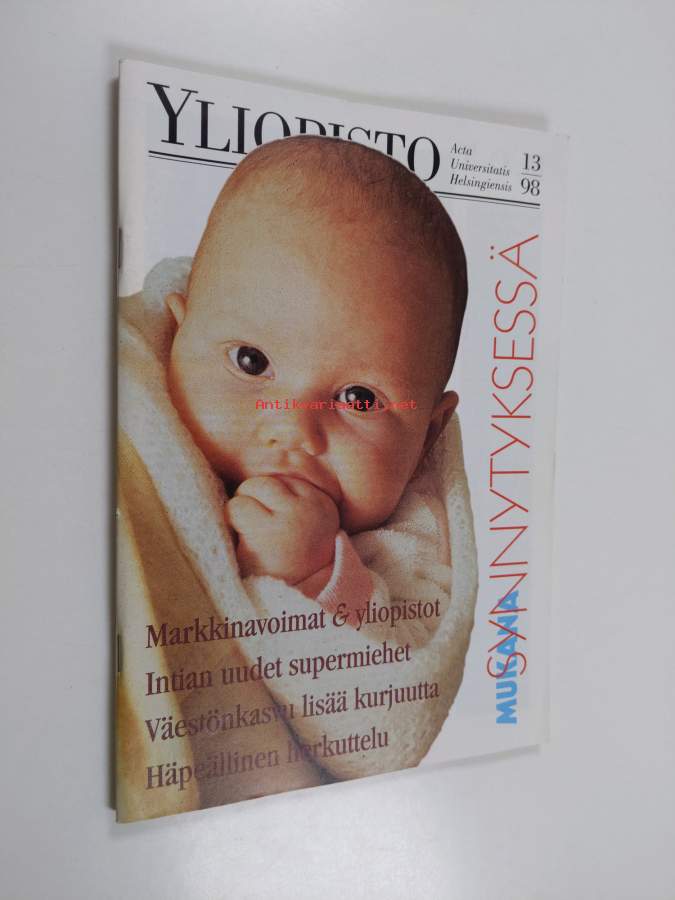 YLIOPISTO
Acta
Universitatis
Helsingiensis
13
98
MUKANA
SYNNYTYKSESSÄ
Antikvariaatti.net
Markkinavoimat & yliopistot
Intian uudet supermiehet
Väestönkasvu lisää kurjuutta
Häpeällinen herkuttelu